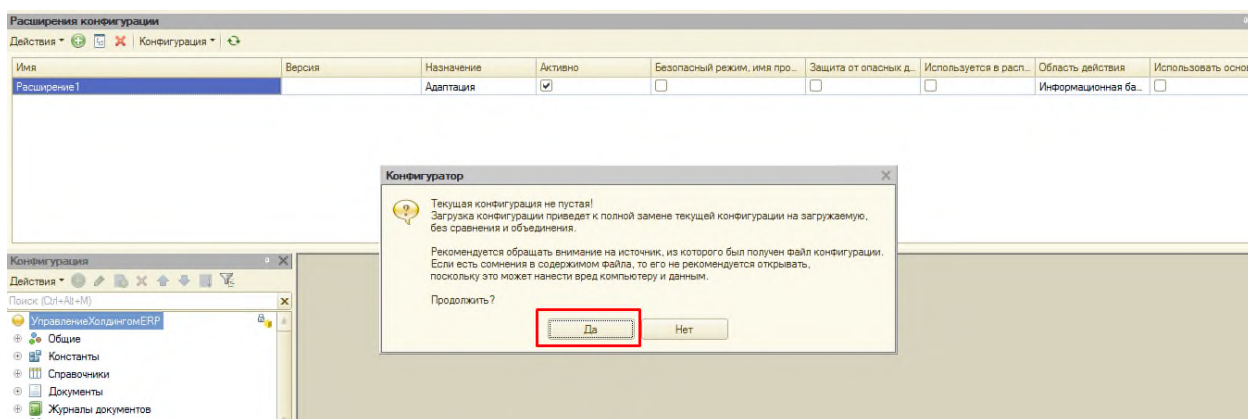 Расширения конфигурации
Действия Конфигурация
Имя Версия Назначение Активно Безопасный режим, имя про... Защита от опасных д... Используется в расп... Область действия Использовать осно
Расширение1 Адаптация Информационная ба...
Конфигуратор
Текущая конфигурация не пустая!
Загрузка конфигурации приведет к полной замене текущей конфигурации на загружаемую,
без сравнения и объединения.
Рекомендуется обращать внимание на источник, из которого был получен файл конфигурации.
Если есть сомнения в содержимом файла, то его не рекомендуется открывать,
поскольку это может нанести вред компьютеру и данным.
Продолжить?
Да Нет
Конфигурация
Действия
Поиск (Ctrl+Alt+M)
УправлениеХолдингомERP
Общие
Константы
Справочники
Документы
Журналы документов